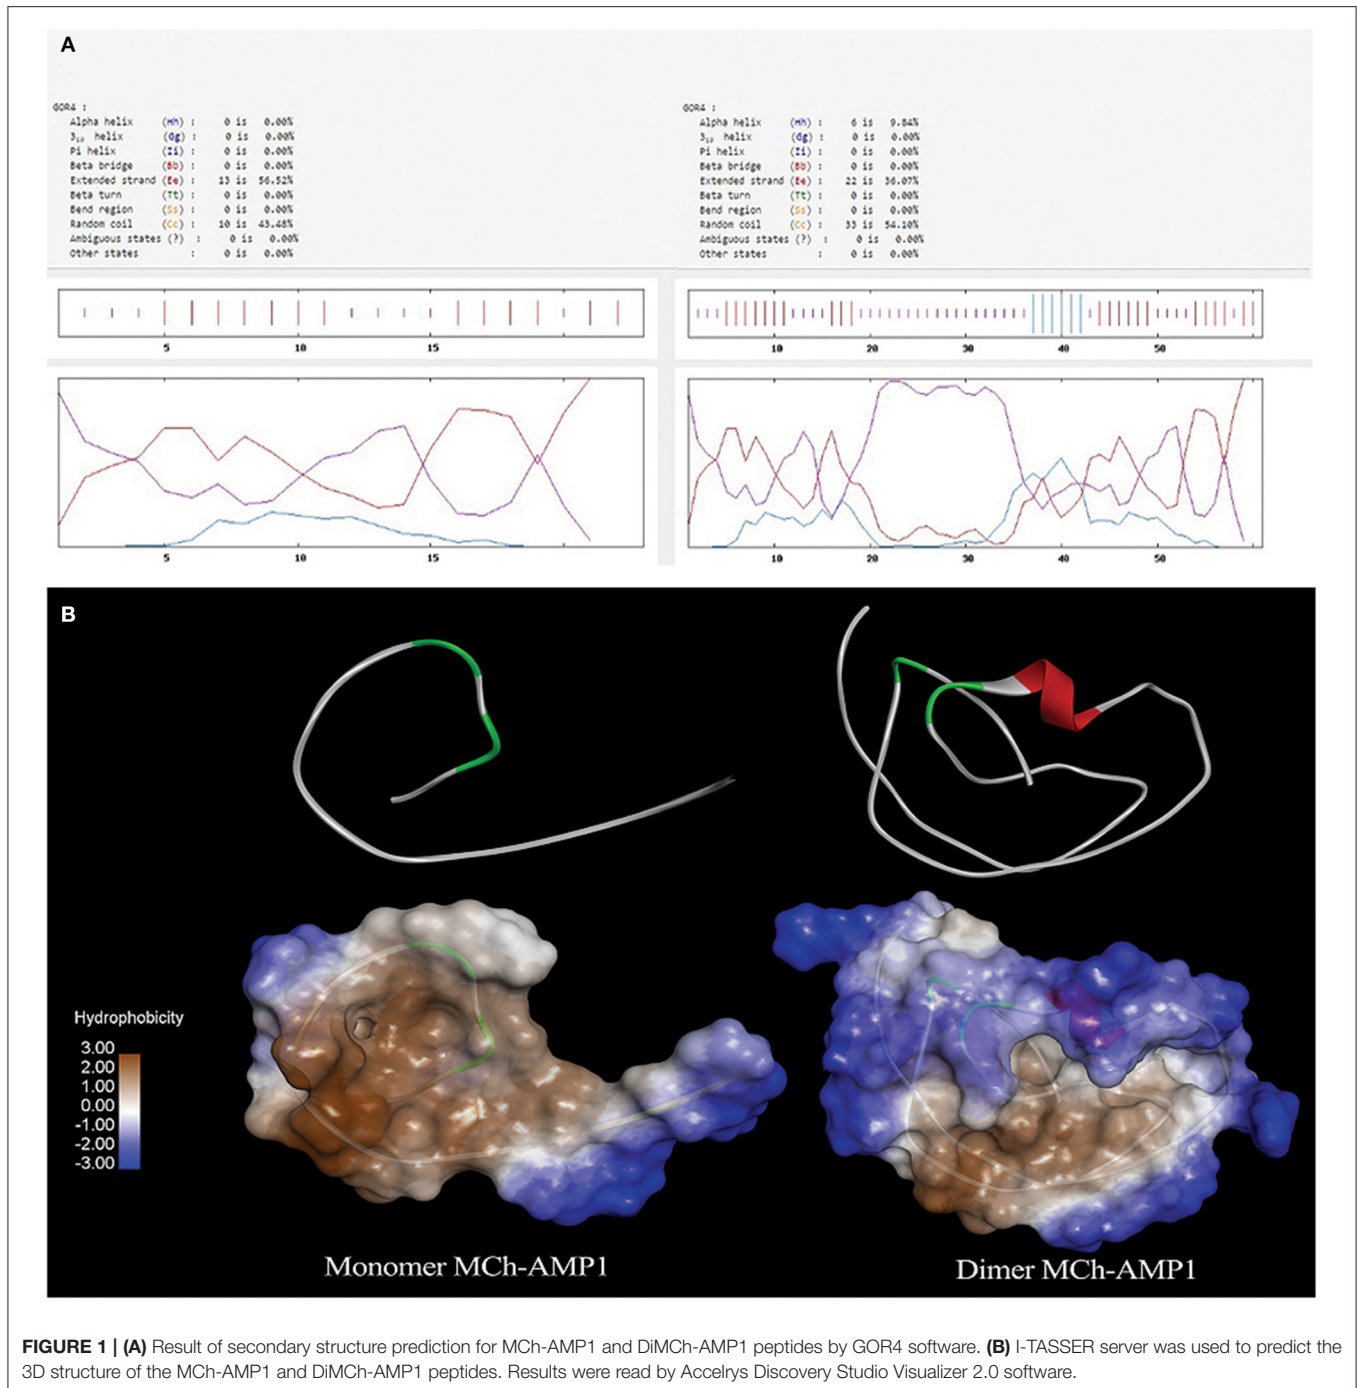 A
GOR4 :
Alpha helix (Hh) : 0 is 0.00%
3₁₀ helix (Gg) : 0 is 0.00%
Pi helix (Ii) : 0 is 0.00%
Beta bridge (Bb) : 0 is 0.00%
Extended strand (Ee) : 13 is 56.52%
Beta turn (Tt) : 0 is 0.00%
Bend region (Ss) : 0 is 0.00%
Random coil (Cc) : 10 is 43.48%
Ambiguous states (?) : 0 is 0.00%
Other states : 0 is 0.00%
GOR4 :
Alpha helix (Hh) : 6 is 9.84%
3₁₀ helix (Gg) : 0 is 0.00%
Pi helix (Ii) : 0 is 0.00%
Beta bridge (Bb) : 0 is 0.00%
Extended strand (Ee) : 22 is 36.07%
Beta turn (Tt) : 0 is 0.00%
Bend region (Ss) : 0 is 0.00%
Random coil (Cc) : 33 is 54.10%
Ambiguous states (?) : 0 is 0.00%
Other states : 0 is 0.00%
5 10 15
10 20 30 40 50
5 10 15
10 20 30 40 50
B
Hydrophobicity
3.00
2.00
1.00
0.00
-1.00
-2.00
-3.00
Monomer MCh-AMP1
Dimer MCh-AMP1
FIGURE 1 | (A) Result of secondary structure prediction for MCh-AMP1 and DiMCh-AMP1 peptides by GOR4 software. (B) I-TASSER server was used to predict the
3D structure of the MCh-AMP1 and DiMCh-AMP1 peptides. Results were read by Accelrys Discovery Studio Visualizer 2.0 software.